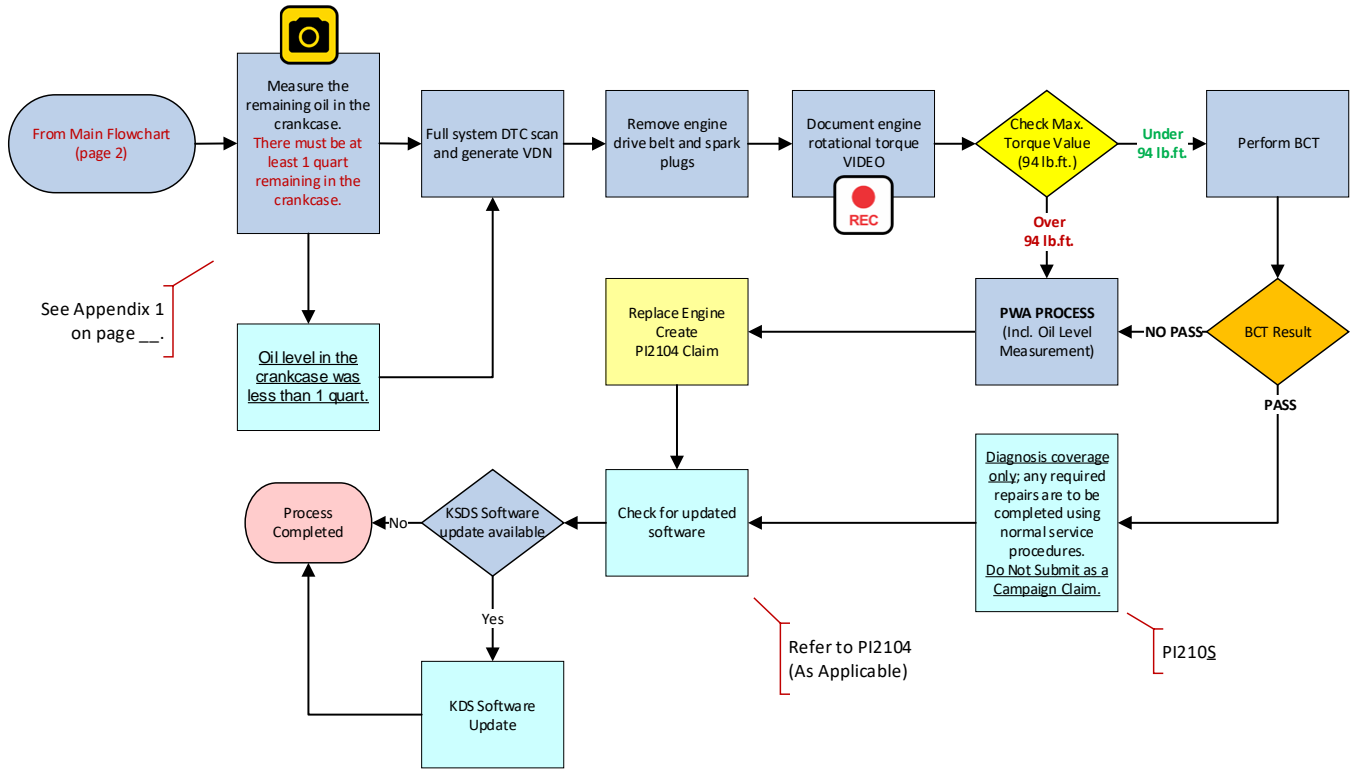 From Main Flowchart
(page 2)
Measure the
remaining oil in the
crankcase.
There must be at
least 1 quart
remaining in the
crankcase.
Full system DTC scan
and generate VDN
Remove engine
drive belt and spark
plugs
Document engine
rotational torque
VIDEO
REC
Check Max.
Torque Value
(94 lb.ft.)
Under
94 lb.ft.
Perform BCT
Over
94 lb.ft.
See Appendix 1
on page __.
Oil level in the
crankcase was
less than 1 quart.
Replace Engine
Create
PI2104 Claim
PWA PROCESS
(Incl. Oil Level
Measurement)
NO PASS
BCT Result
PASS
Process
Completed
No
KSDS Software
update available
Check for updated
software
Diagnosis coverage
only; any required
repairs are to be
completed using
normal service
procedures.
Do Not Submit as a
Campaign Claim.
Yes
Refer to PI2104
(As Applicable)
PI210S
KDS Software
Update